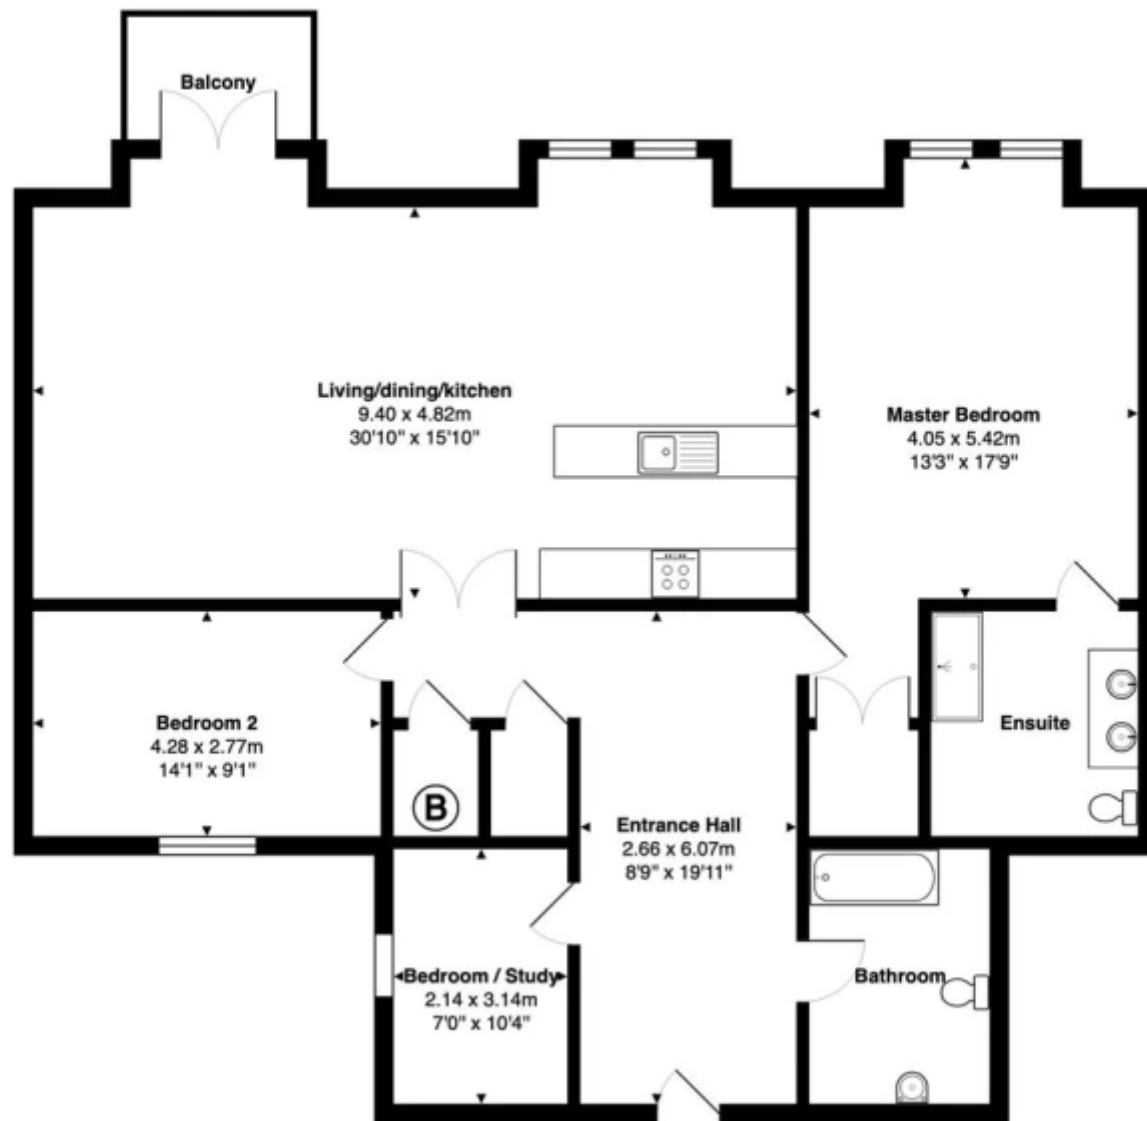 Balcony
Living/dining/kitchen
9.40 x 4.82m
30'10" x 15'10"
Master Bedroom
4.05 x 5.42m
13'3" x 17'9"
Bedroom 2
4.28 x 2.77m
14'1" x 9'1"
Ensuite
B
Entrance Hall
2.66 x 6.07m
8'9" x 19'11"
Bedroom / Study
2.14 x 3.14m
7'0" x 10'4"
Bathroom